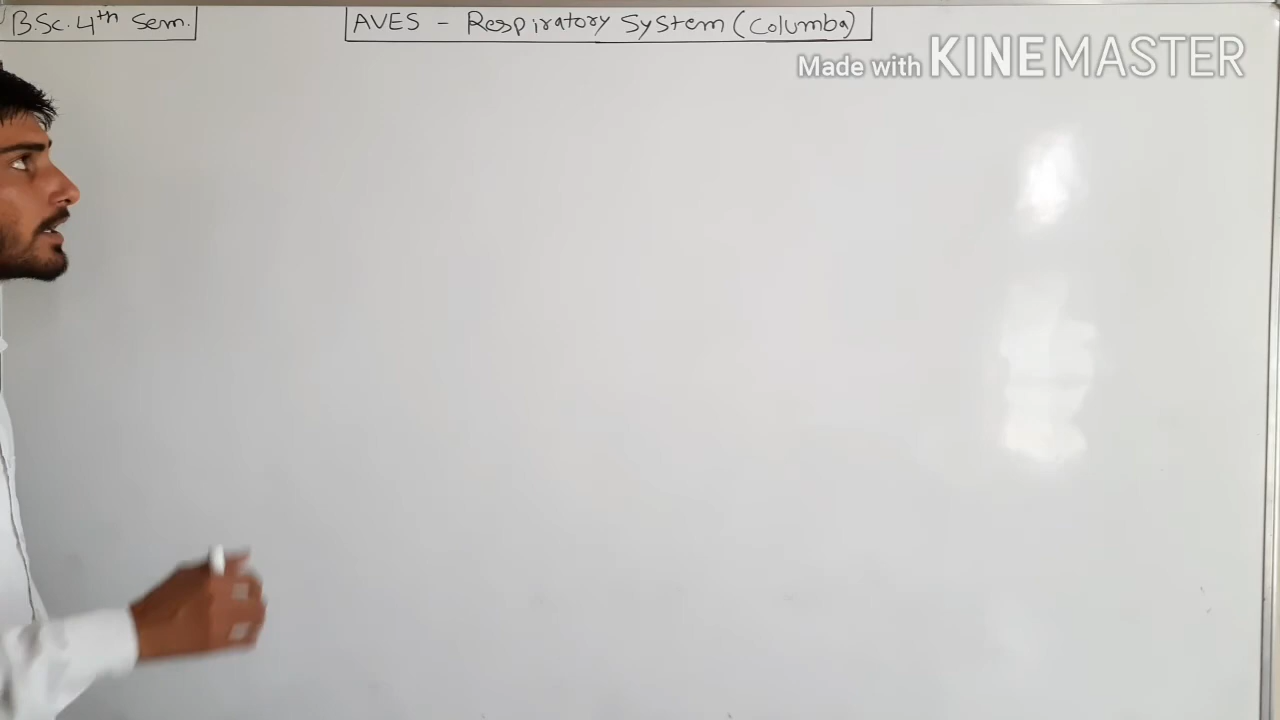 B.Sc. 4th Sem.
AVES - Respiratory System (Columba)
Made with KINEMASTER